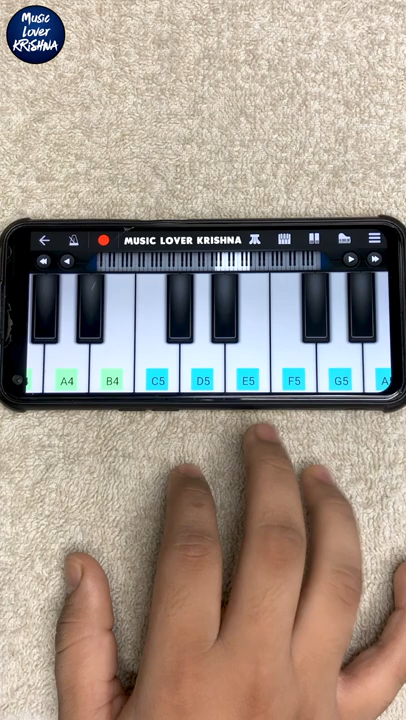 Music
Lover
KRiSHNA
MUSIC LOVER KRISHNA
A4 B4 C5 D5 E5 F5 G5